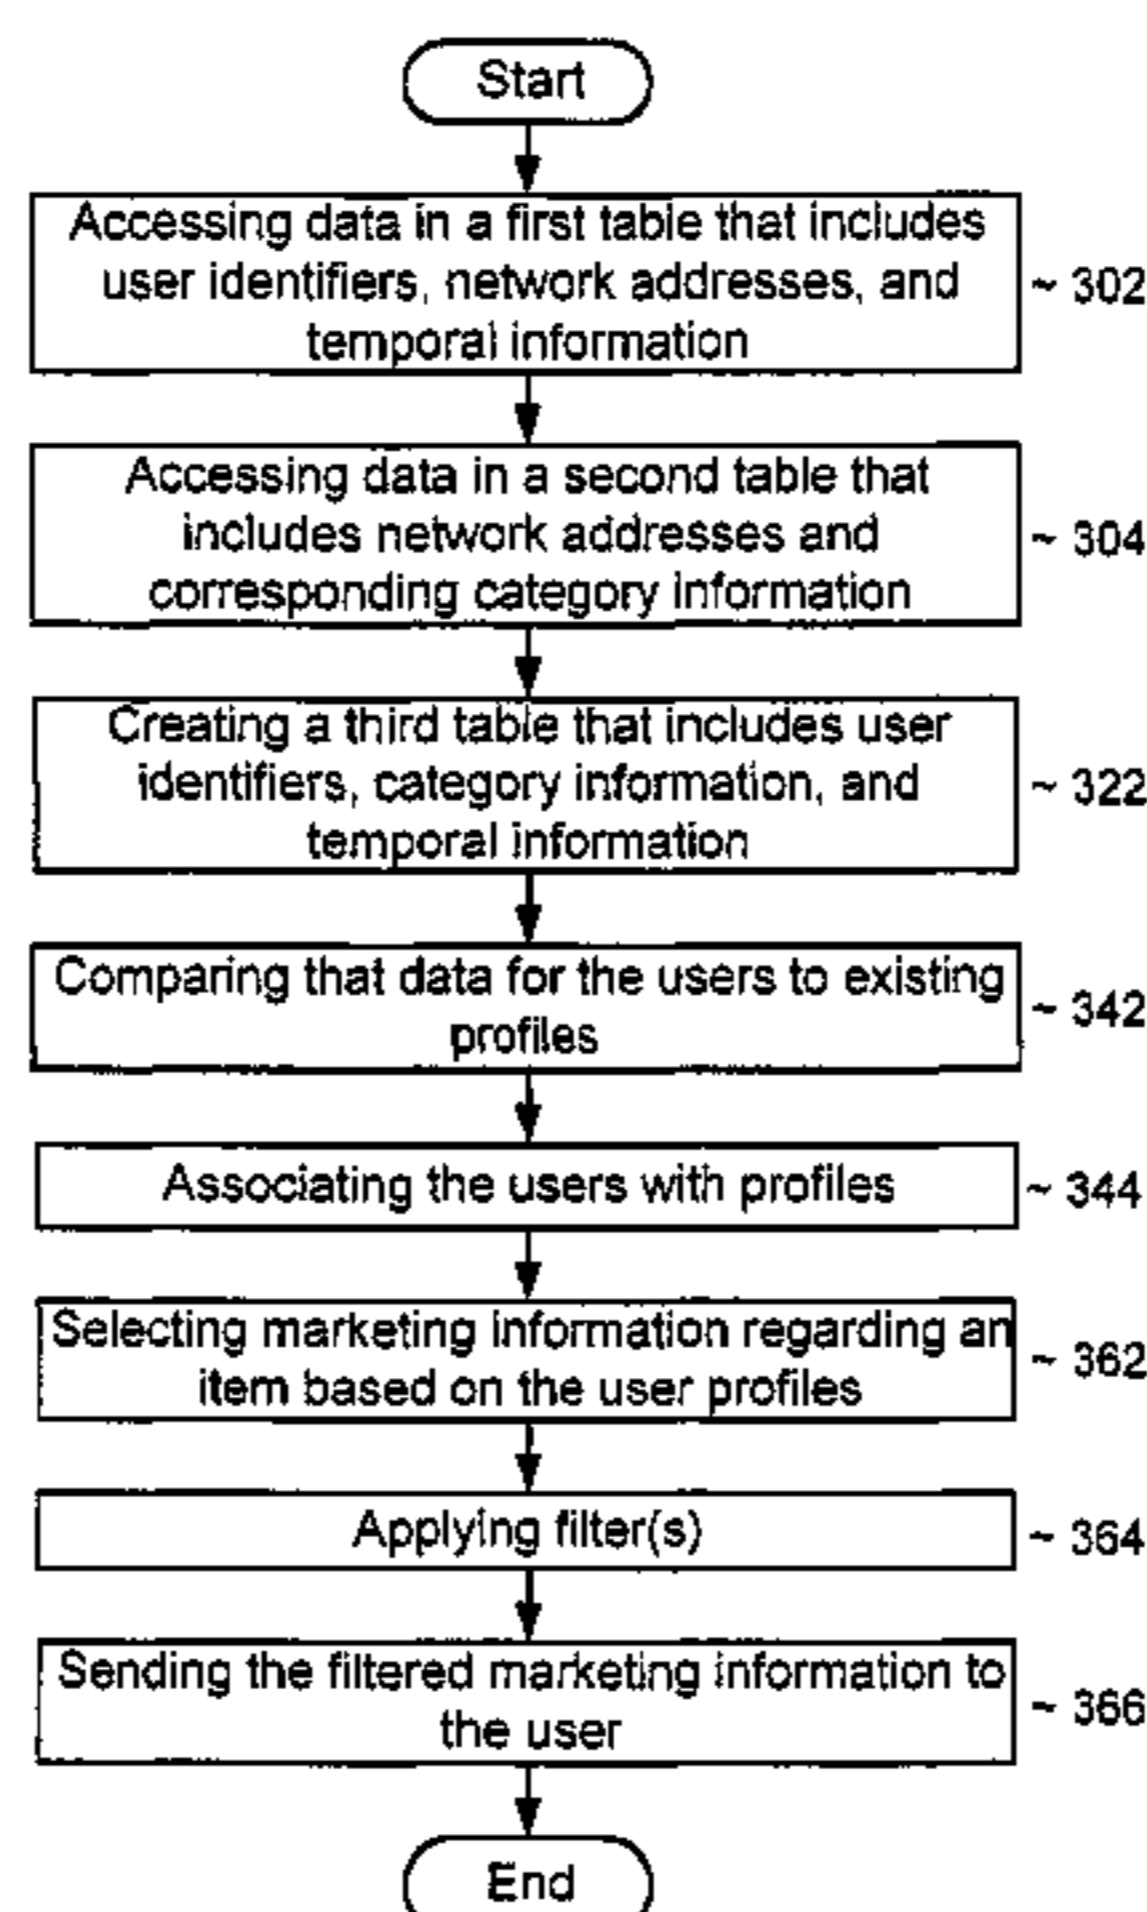 Start
Accessing data in a first table that includes
user identifiers, network addresses, and
temporal information
~ 302
Accessing data in a second table that
includes network addresses and
corresponding category information
~ 304
Creating a third table that includes user
identifiers, category information, and
temporal information
~ 322
Comparing that data for the users to existing
profiles
~ 342
Associating the users with profiles
~ 344
Selecting marketing information regarding an
item based on the user profiles
~ 362
Applying filter(s)
~ 364
Sending the filtered marketing information to
the user
~ 366
End